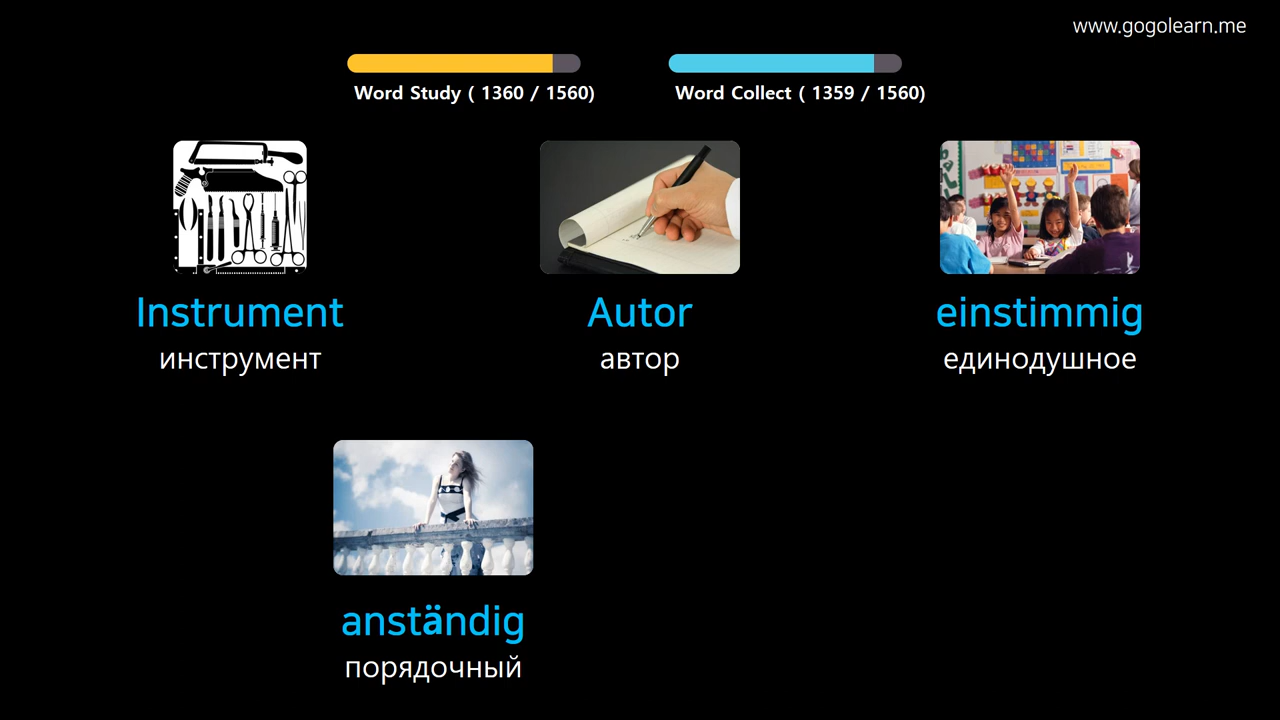 www.gogolearn.me
Word Study ( 1360 / 1560)
Word Collect ( 1359 / 1560)
Instrument
Autor
einstimmig
инструмент
автор
единодушное
anständig
порядочный